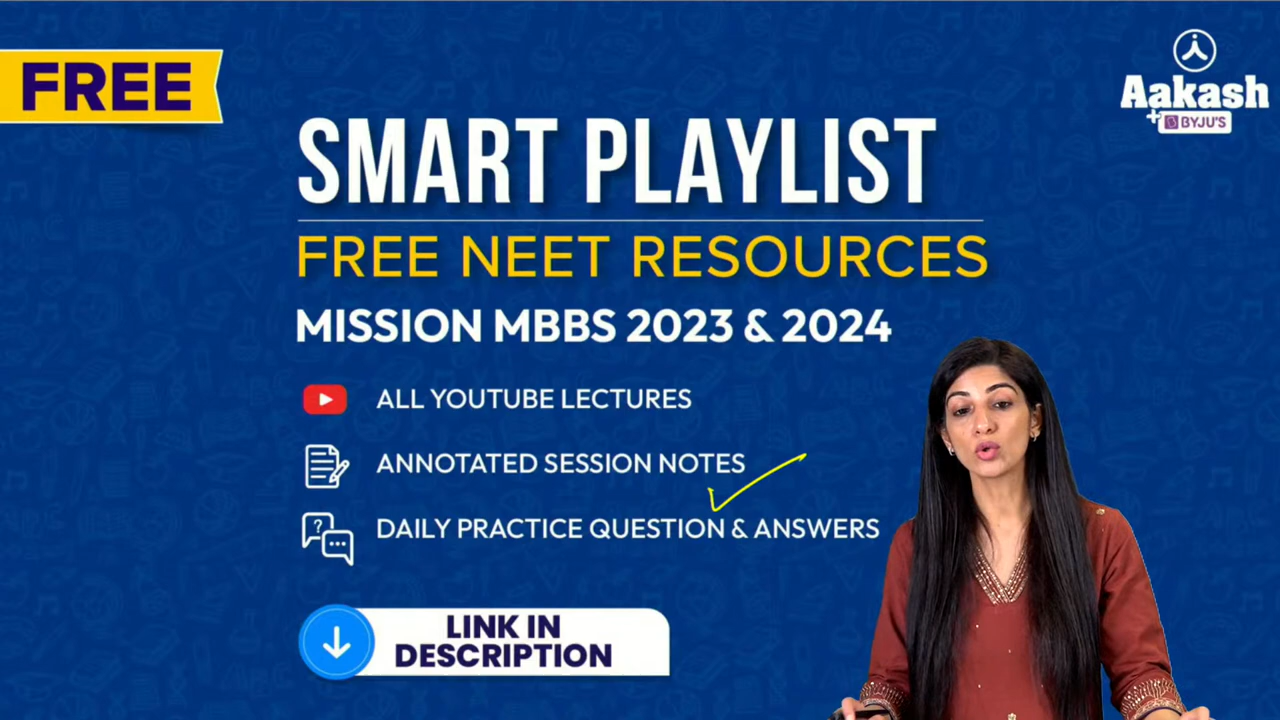 FREE
Aakash
+ BYJU'S
SMART PLAYLIST
FREE NEET RESOURCES
MISSION MBBS 2023 & 2024
ALL YOUTUBE LECTURES
ANNOTATED SESSION NOTES
?
DAILY PRACTICE QUESTION & ANSWERS
LINK IN
DESCRIPTION